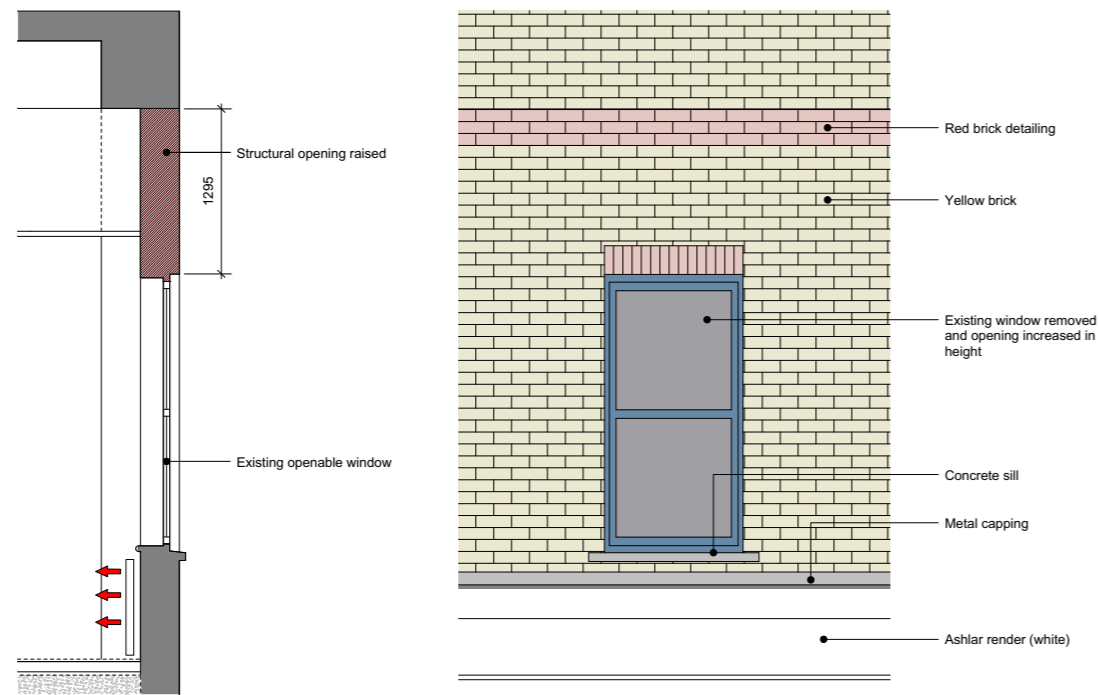 Structural opening raised
1295
Existing openable window
Red brick detailing
Yellow brick
Existing window removed
and opening increased in
height
Concrete sill
Metal capping
Ashlar render (white)